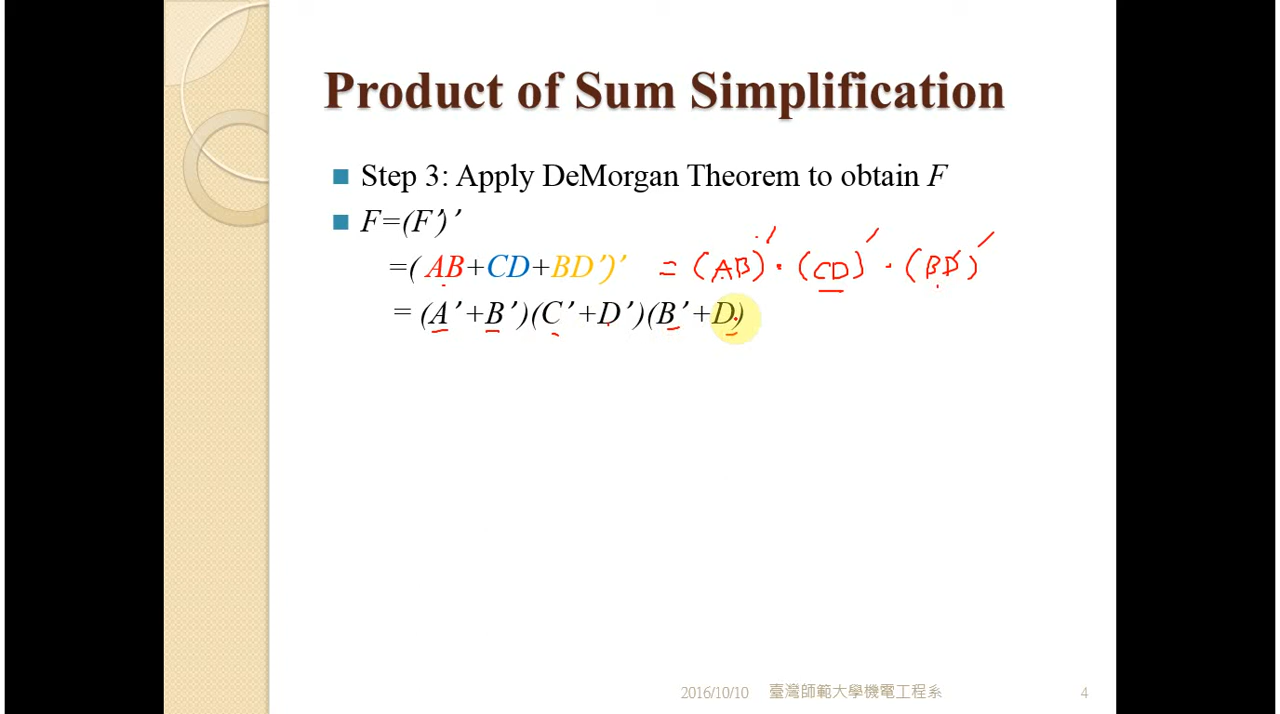 Product of Sum Simplification
Step 3: Apply DeMorgan Theorem to obtain F
F=(F’)’
=( AB+CD+BD’)’ = (AB)' · (CD)' · (BD')'
= (A’+B’)(C’+D’)(B’+D)
2016/10/10 臺灣師範大學機電工程系 4